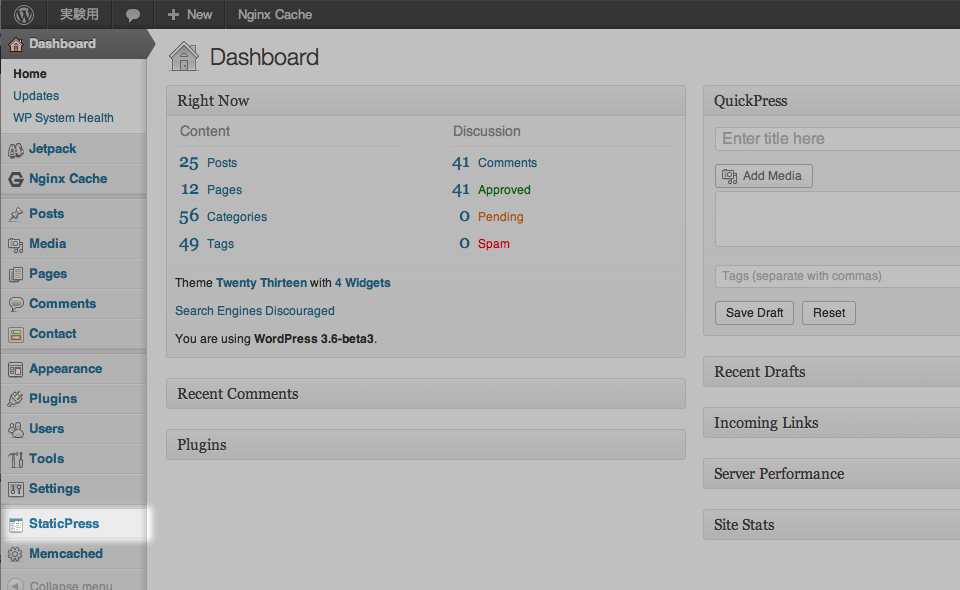 実験用
New
Nginx Cache
Dashboard
Home
Updates
WP System Health
Jetpack
Nginx Cache
Posts
Media
Pages
Comments
Contact
Appearance
Plugins
Users
Tools
Settings
StaticPress
Memcached
Collapse menu
Dashboard
Right Now
Content
25 Posts
12 Pages
56 Categories
49 Tags
Discussion
41 Comments
41 Approved
0 Pending
0 Spam
Theme Twenty Thirteen with 4 Widgets
Search Engines Discouraged
You are using WordPress 3.6-beta3.
Recent Comments
Plugins
QuickPress
Enter title here
Add Media
Tags (separate with commas)
Save Draft
Reset
Recent Drafts
Incoming Links
Server Performance
Site Stats